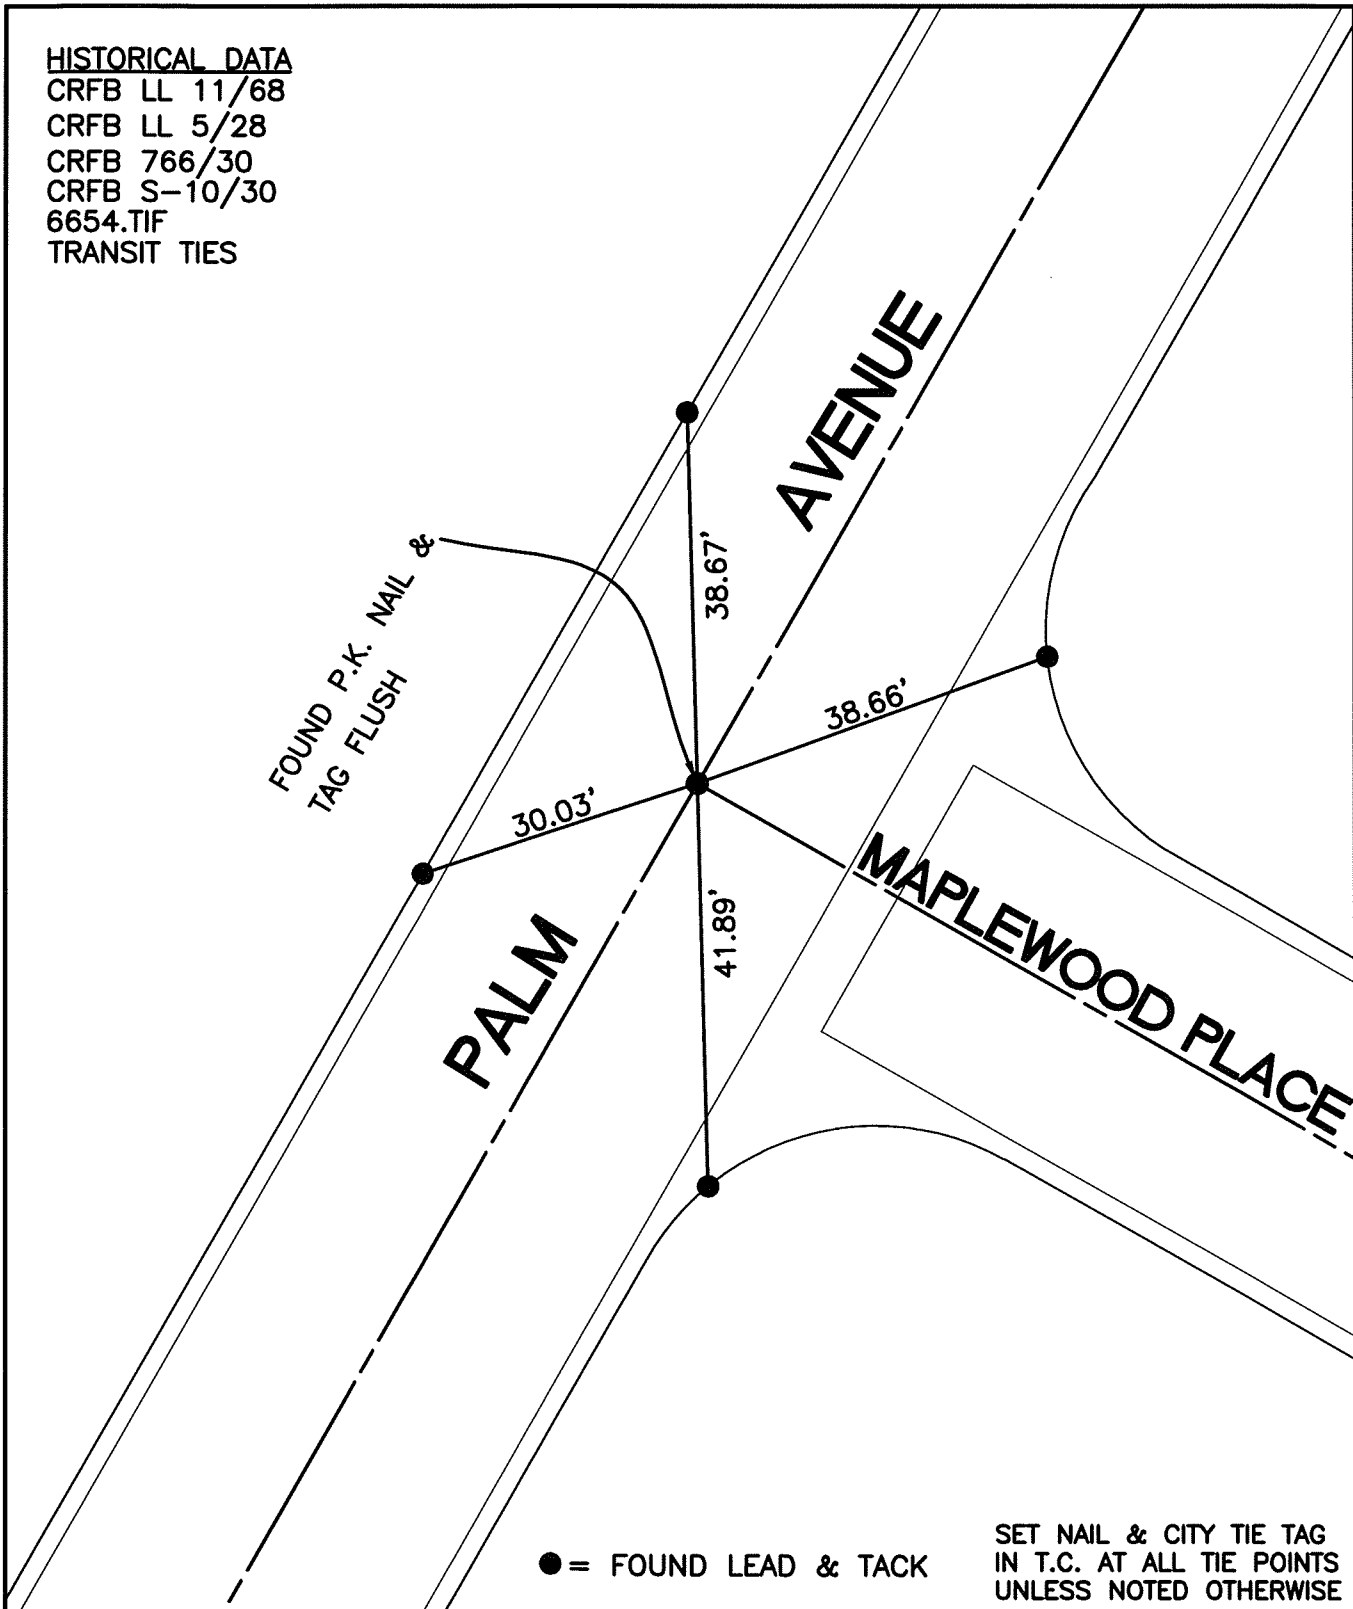 HISTORICAL DATA
CRFB LL 11/68
CRFB LL 5/28
CRFB 766/30
CRFB S-10/30
6654.TIF
TRANSIT TIES
AVENUE
38.67'
FOUND P.K. NAIL &
TAG FLUSH
38.66'
30.03'
41.89'
MAPLEWOOD PLACE
PALM
= FOUND LEAD & TACK
SET NAIL & CITY TIE TAG
IN T.C. AT ALL TIE POINTS
UNLESS NOTED OTHERWISE